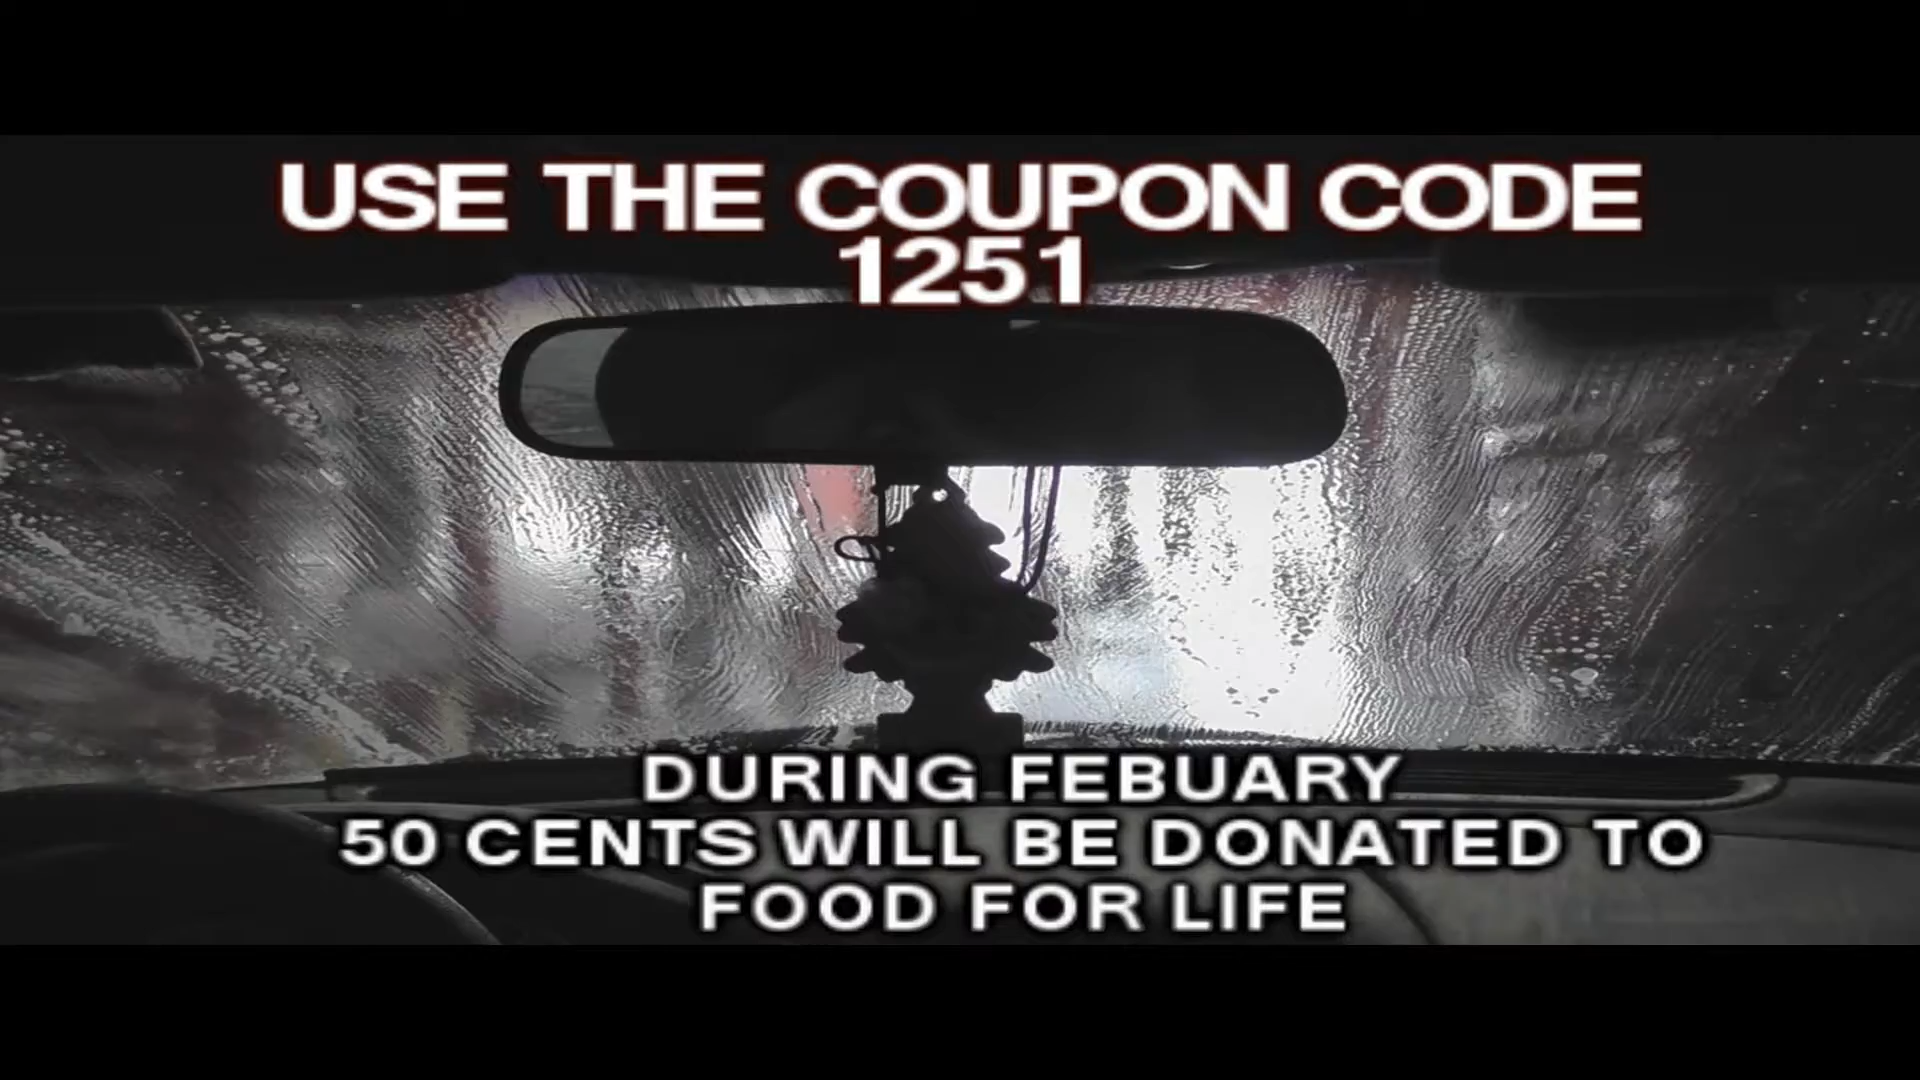 USE THE COUPON CODE
1251
DURING FEBUARY
50 CENTS WILL BE DONATED TO
FOOD FOR LIFE